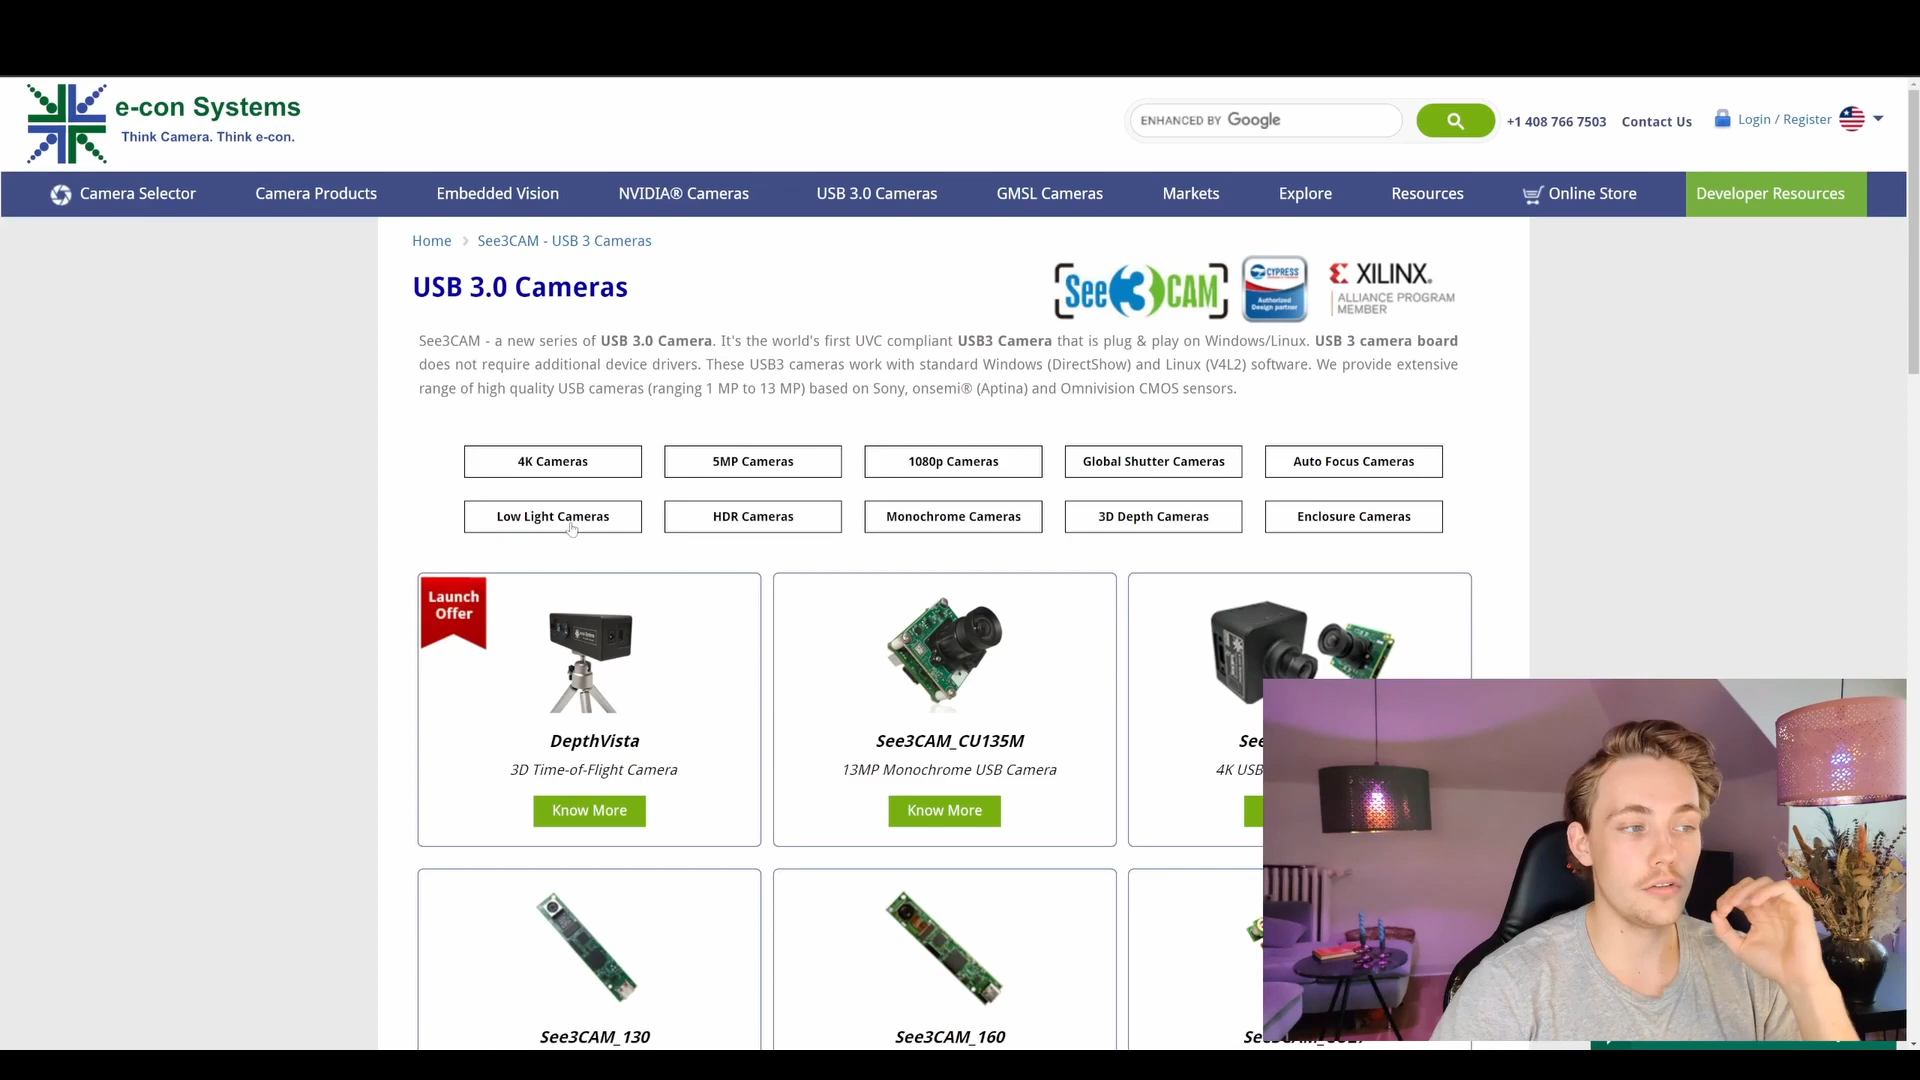 e-con Systems
Think Camera. Think e-con.
ENHANCED BY Google
+1 408 766 7503
Contact Us
Login / Register
Camera Selector
Camera Products
Embedded Vision
NVIDIA® Cameras
USB 3.0 Cameras
GMSL Cameras
Markets
Explore
Resources
Online Store
Developer Resources
Home
See3CAM - USB 3 Cameras
USB 3.0 Cameras
See3CAM
CYPRESS
Authorized
Design partner
XILINX.
ALLIANCE PROGRAM
MEMBER
See3CAM - a new series of USB 3.0 Camera. It's the world's first UVC compliant USB3 Camera that is plug & play on Windows/Linux. USB 3 camera board
does not require additional device drivers. These USB3 cameras work with standard Windows (DirectShow) and Linux (V4L2) software. We provide extensive
range of high quality USB cameras (ranging 1 MP to 13 MP) based on Sony, onsemi® (Aptina) and Omnivision CMOS sensors.
4K Cameras
5MP Cameras
1080p Cameras
Global Shutter Cameras
Auto Focus Cameras
Low Light Cameras
HDR Cameras
Monochrome Cameras
3D Depth Cameras
Enclosure Cameras
Launch
Offer
DepthVista
3D Time-of-Flight Camera
Know More
See3CAM_CU135M
13MP Monochrome USB Camera
Know More
See
4K USB
See3CAM_130
See3CAM_160